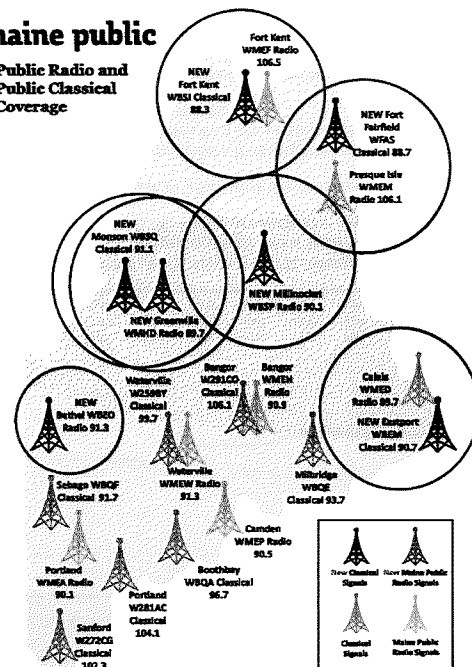 maine public
Public Radio and
Public Classical
Coverage
Fort Kent
WMEF Radio
106.5
NEW
Fort Kent
WBSJ Classical
88.3
NEW Fort
Fairfield
WFAS
Classical 88.7
Presque Isle
WMEM
Radio 106.1
NEW
Monson WBSQ
Classical 91.1
NEW Greenville
WMHD Radio 89.7
NEW Millinocket
WBSP Radio 90.1
Calais
WMED
Radio 89.7
NEW Eastport
WREM
Classical 90.7
NEW
Bethel WBEO
Radio 91.3
Waterville
W259BY
Classical
99.7
Bangor
W291CO
Classical
106.1
Bangor
WMEH
Radio
90.9
Waterville
WMEW Radio
91.3
Milbridge
WBQE
Classical 93.7
Sebago WBQF
Classical 91.7
Camden
WMEP Radio
90.5
Portland
WMEA Radio
90.1
Boothbay
WBQA Classical
96.7
Portland
W281AC
Classical
104.1
Sanford
W272CG
Classical
102.3
New Classical
Signals
New Maine Public
Radio Signals
Classical
Signals
Maine Public
Radio Signals